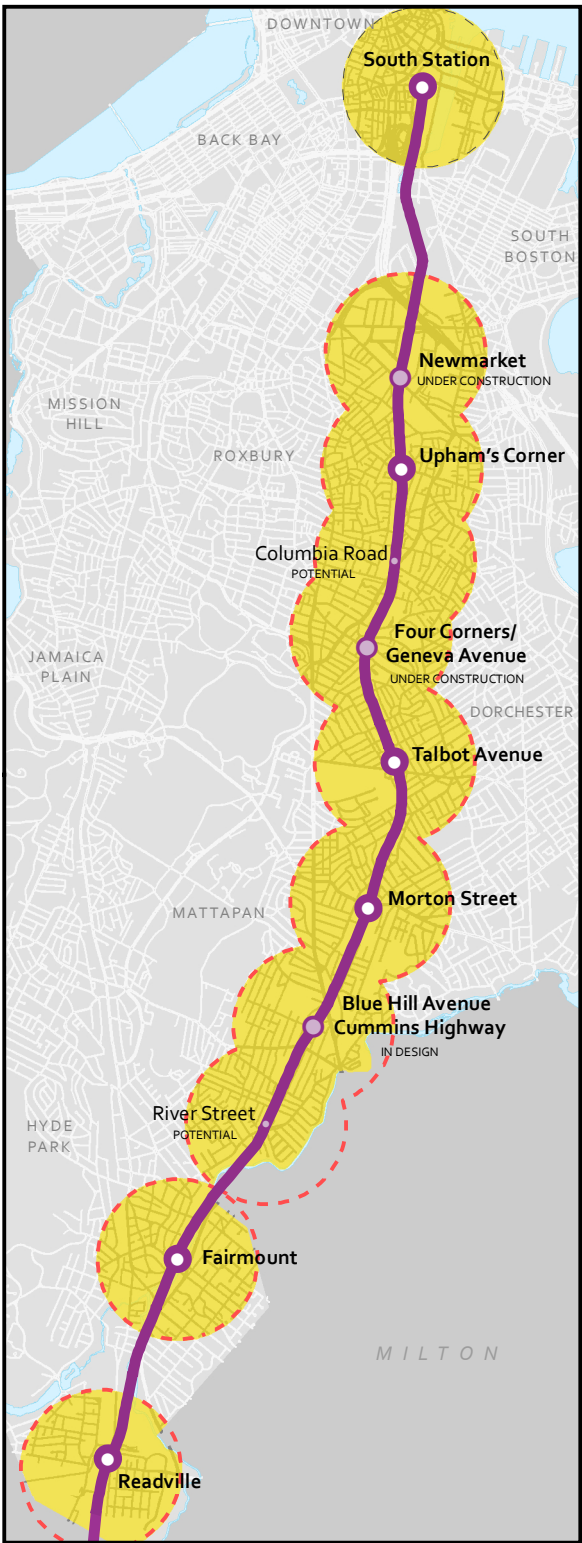 DOWNTOWN
South Station
BACK BAY
SOUTH
BOSTON
Newmarket
UNDER CONSTRUCTION
MISSION
HILL
ROXBURY
Upham's Corner
Columbia Road
POTENTIAL
Four Corners/
Geneva Avenue
UNDER CONSTRUCTION
JAMAICA
PLAIN
DORCHESTER
Talbot Avenue
Morton Street
MATTAPAN
Blue Hill Avenue
Cummins Highway
IN DESIGN
River Street
POTENTIAL
HYDE
PARK
Fairmount
MILTON
Readville